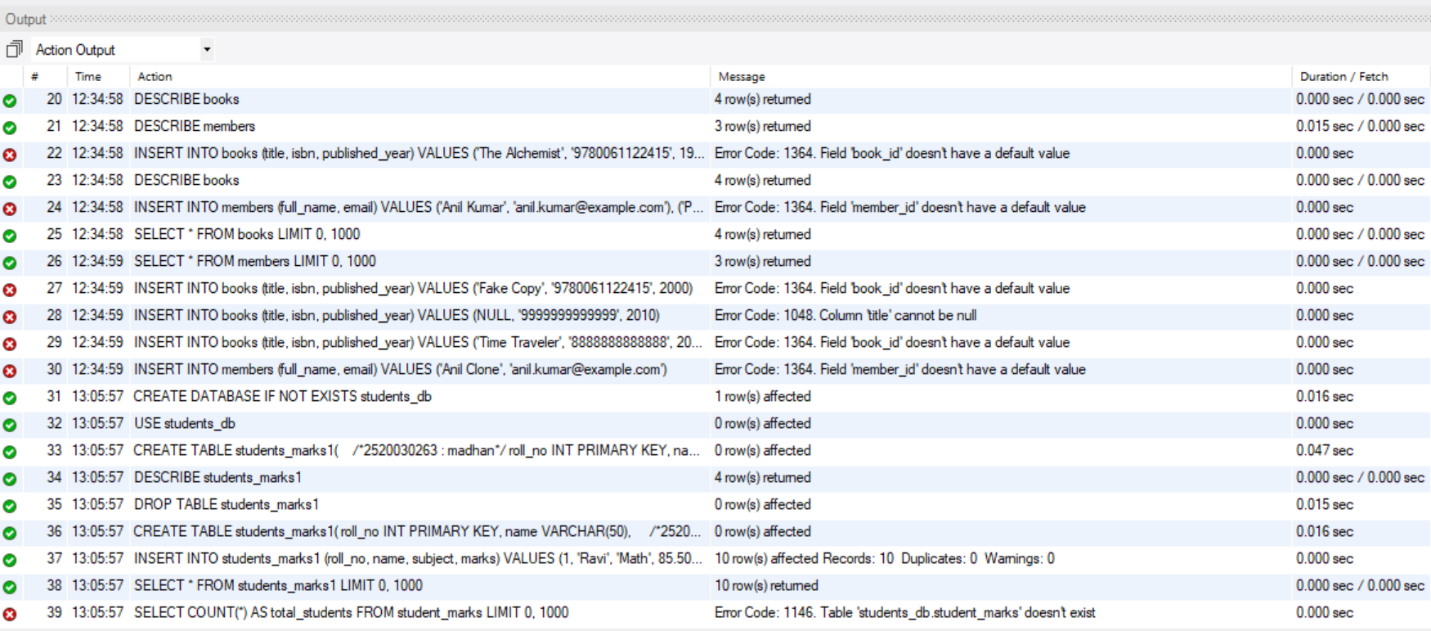 Output
Action Output
# Time Action Message Duration / Fetch
20 12:34:58 DESCRIBE books 4 row(s) returned 0.000 sec / 0.000 sec
21 12:34:58 DESCRIBE members 3 row(s) returned 0.015 sec / 0.000 sec
22 12:34:58 INSERT INTO books (title, isbn, published_year) VALUES ('The Alchemist', '9780061122415', 19... Error Code: 1364. Field 'book_id' doesn't have a default value 0.000 sec
23 12:34:58 DESCRIBE books 4 row(s) returned 0.000 sec / 0.000 sec
24 12:34:58 INSERT INTO members (full_name, email) VALUES ('Anil Kumar', 'anil.kumar@example.com'), ('P... Error Code: 1364. Field 'member_id' doesn't have a default value 0.000 sec
25 12:34:58 SELECT * FROM books LIMIT 0, 1000 4 row(s) returned 0.000 sec / 0.000 sec
26 12:34:59 SELECT * FROM members LIMIT 0, 1000 3 row(s) returned 0.000 sec / 0.000 sec
27 12:34:59 INSERT INTO books (title, isbn, published_year) VALUES ('Fake Copy', '9780061122415', 2000) Error Code: 1364. Field 'book_id' doesn't have a default value 0.000 sec
28 12:34:59 INSERT INTO books (title, isbn, published_year) VALUES (NULL, '9999999999999', 2010) Error Code: 1048. Column 'title' cannot be null 0.000 sec
29 12:34:59 INSERT INTO books (title, isbn, published_year) VALUES ('Time Traveler', '8888888888888', 20... Error Code: 1364. Field 'book_id' doesn't have a default value 0.000 sec
30 12:34:59 INSERT INTO members (full_name, email) VALUES ('Anil Clone', 'anil.kumar@example.com') Error Code: 1364. Field 'member_id' doesn't have a default value 0.000 sec
31 13:05:57 CREATE DATABASE IF NOT EXISTS students_db 1 row(s) affected 0.016 sec
32 13:05:57 USE students_db 0 row(s) affected 0.000 sec
33 13:05:57 CREATE TABLE students_marks1( /*2520030263 : madhan*/ roll_no INT PRIMARY KEY, na... 0 row(s) affected 0.047 sec
34 13:05:57 DESCRIBE students_marks1 4 row(s) returned 0.000 sec / 0.000 sec
35 13:05:57 DROP TABLE students_marks1 0 row(s) affected 0.015 sec
36 13:05:57 CREATE TABLE students_marks1( roll_no INT PRIMARY KEY, name VARCHAR(50), /*2520... 0 row(s) affected 0.016 sec
37 13:05:57 INSERT INTO students_marks1 (roll_no, name, subject, marks) VALUES (1, 'Ravi', 'Math', 85.50... 10 row(s) affected Records: 10 Duplicates: 0 Warnings: 0 0.000 sec
38 13:05:57 SELECT * FROM students_marks1 LIMIT 0, 1000 10 row(s) returned 0.000 sec / 0.000 sec
39 13:05:57 SELECT COUNT(*) AS total_students FROM student_marks LIMIT 0, 1000 Error Code: 1146. Table 'students_db.student_marks' doesn't exist 0.000 sec